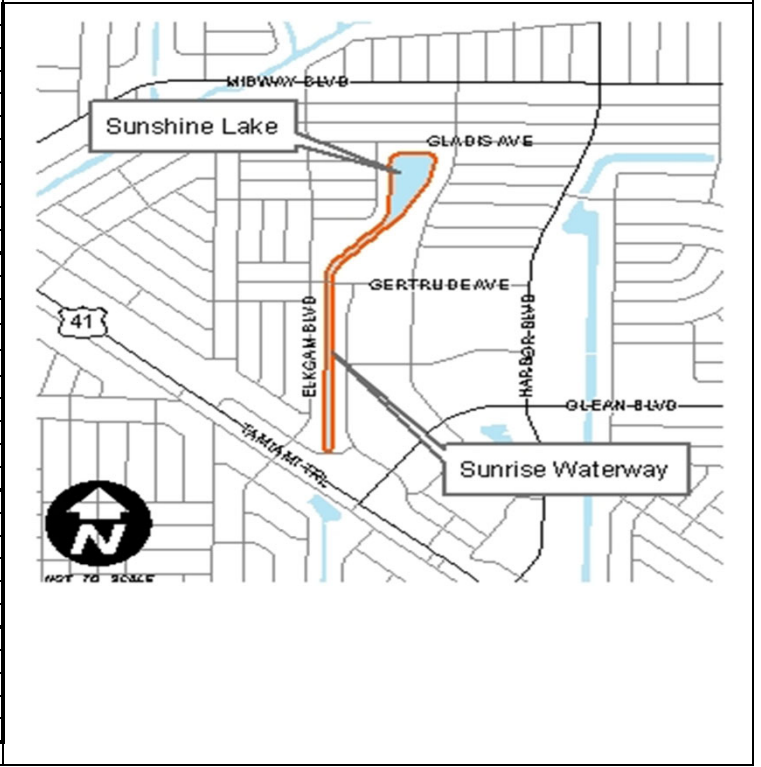 MIDWAY BLVD
Sunshine Lake
GLADIS AVE
GERTRUDE AVE
41
ELKCAM BLVD
HARBOR BLVD
OLEAN BLVD
TAMIAMI TRL
Sunrise Waterway
N
NOT TO SCALE